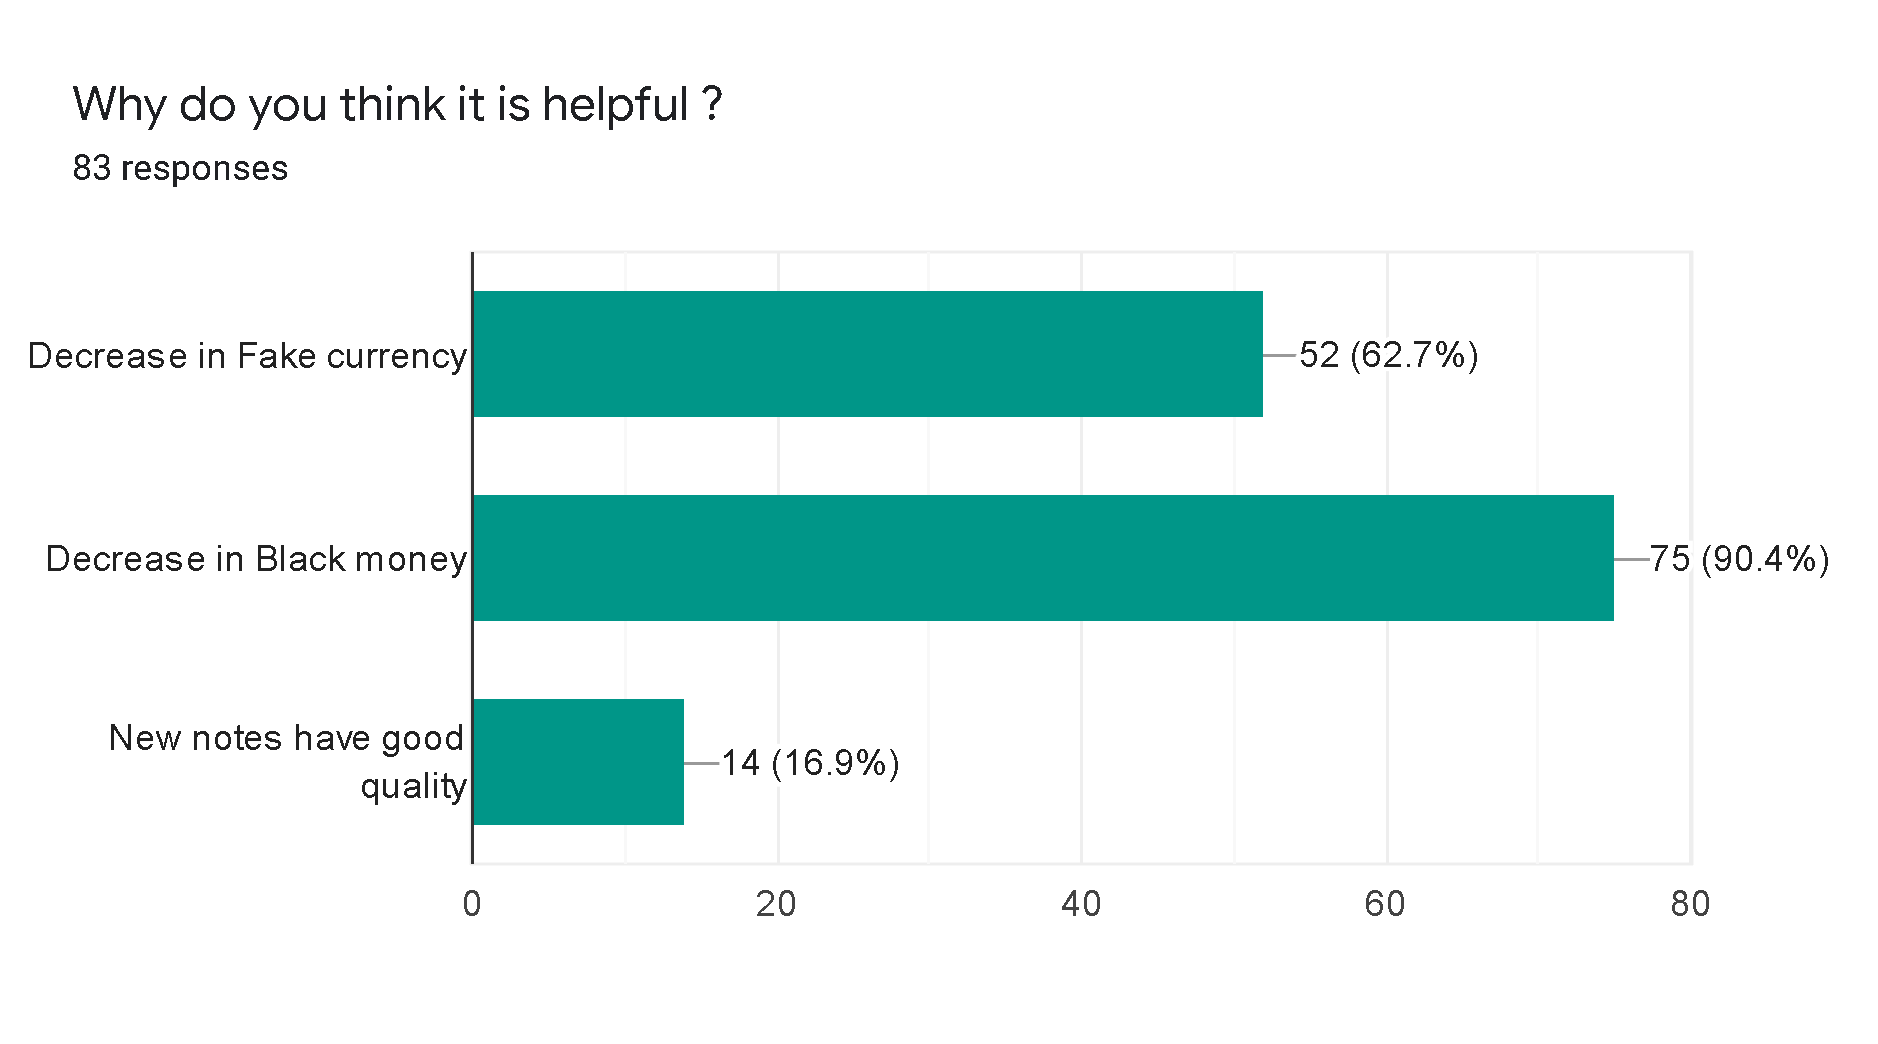 Why do you think it is helpful ?
83 responses
Decrease in Fake currency
52 (62.7%)
Decrease in Black money
75 (90.4%)
New notes have good
quality
14 (16.9%)
0 20 40 60 80